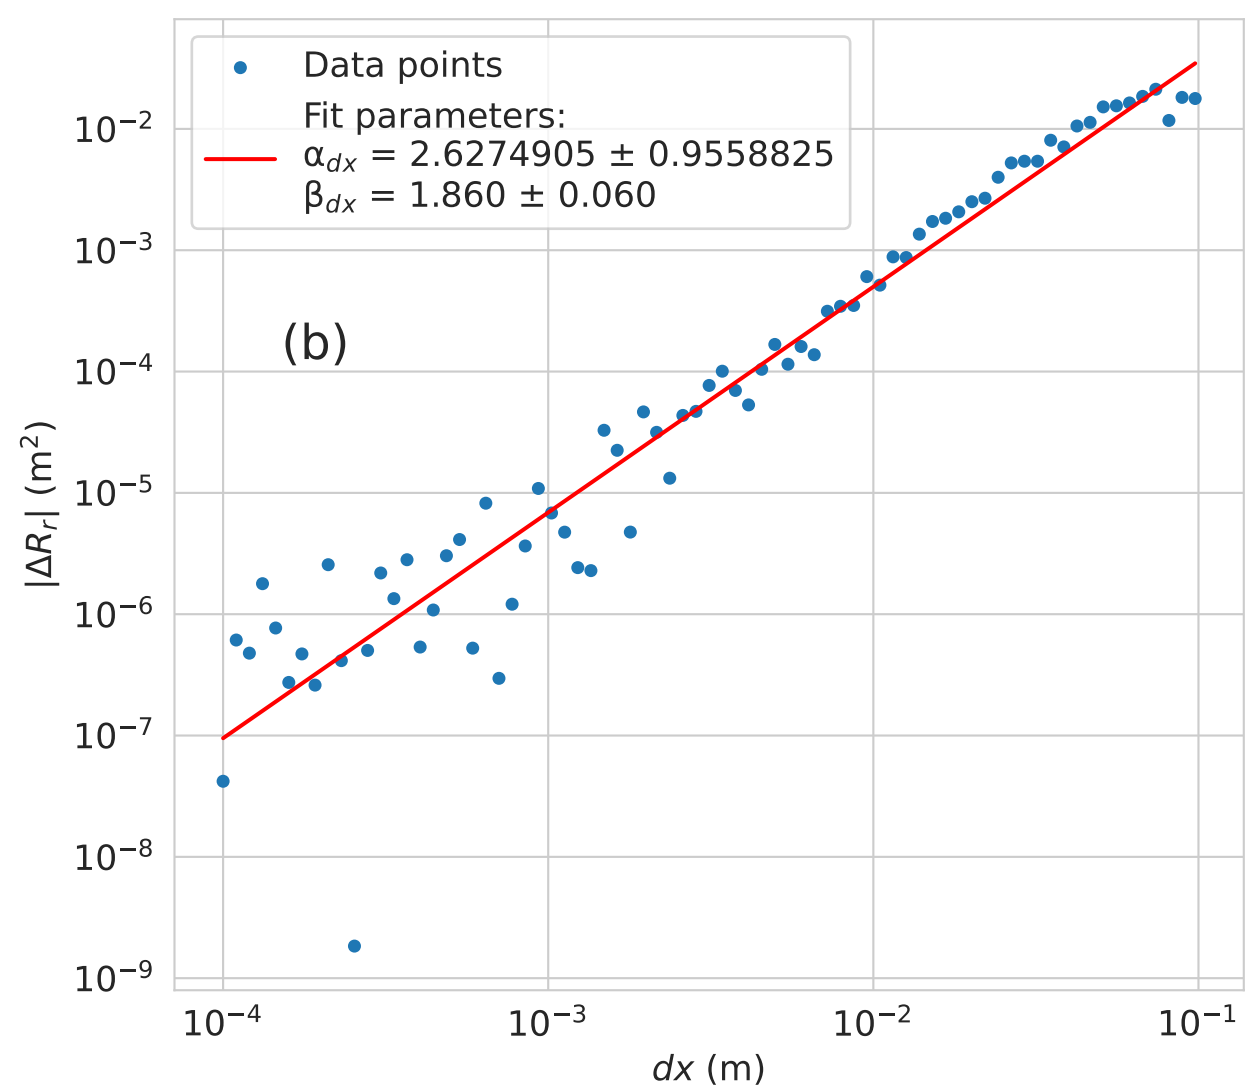 Data points
Fit parameters:
α_dx = 2.6274905 ± 0.9558825
β_dx = 1.860 ± 0.060
(b)
|ΔR_r| (m²)
10⁻²
10⁻³
10⁻⁴
10⁻⁵
10⁻⁶
10⁻⁷
10⁻⁸
10⁻⁹
10⁻⁴ 10⁻³ 10⁻² 10⁻¹
dx (m)